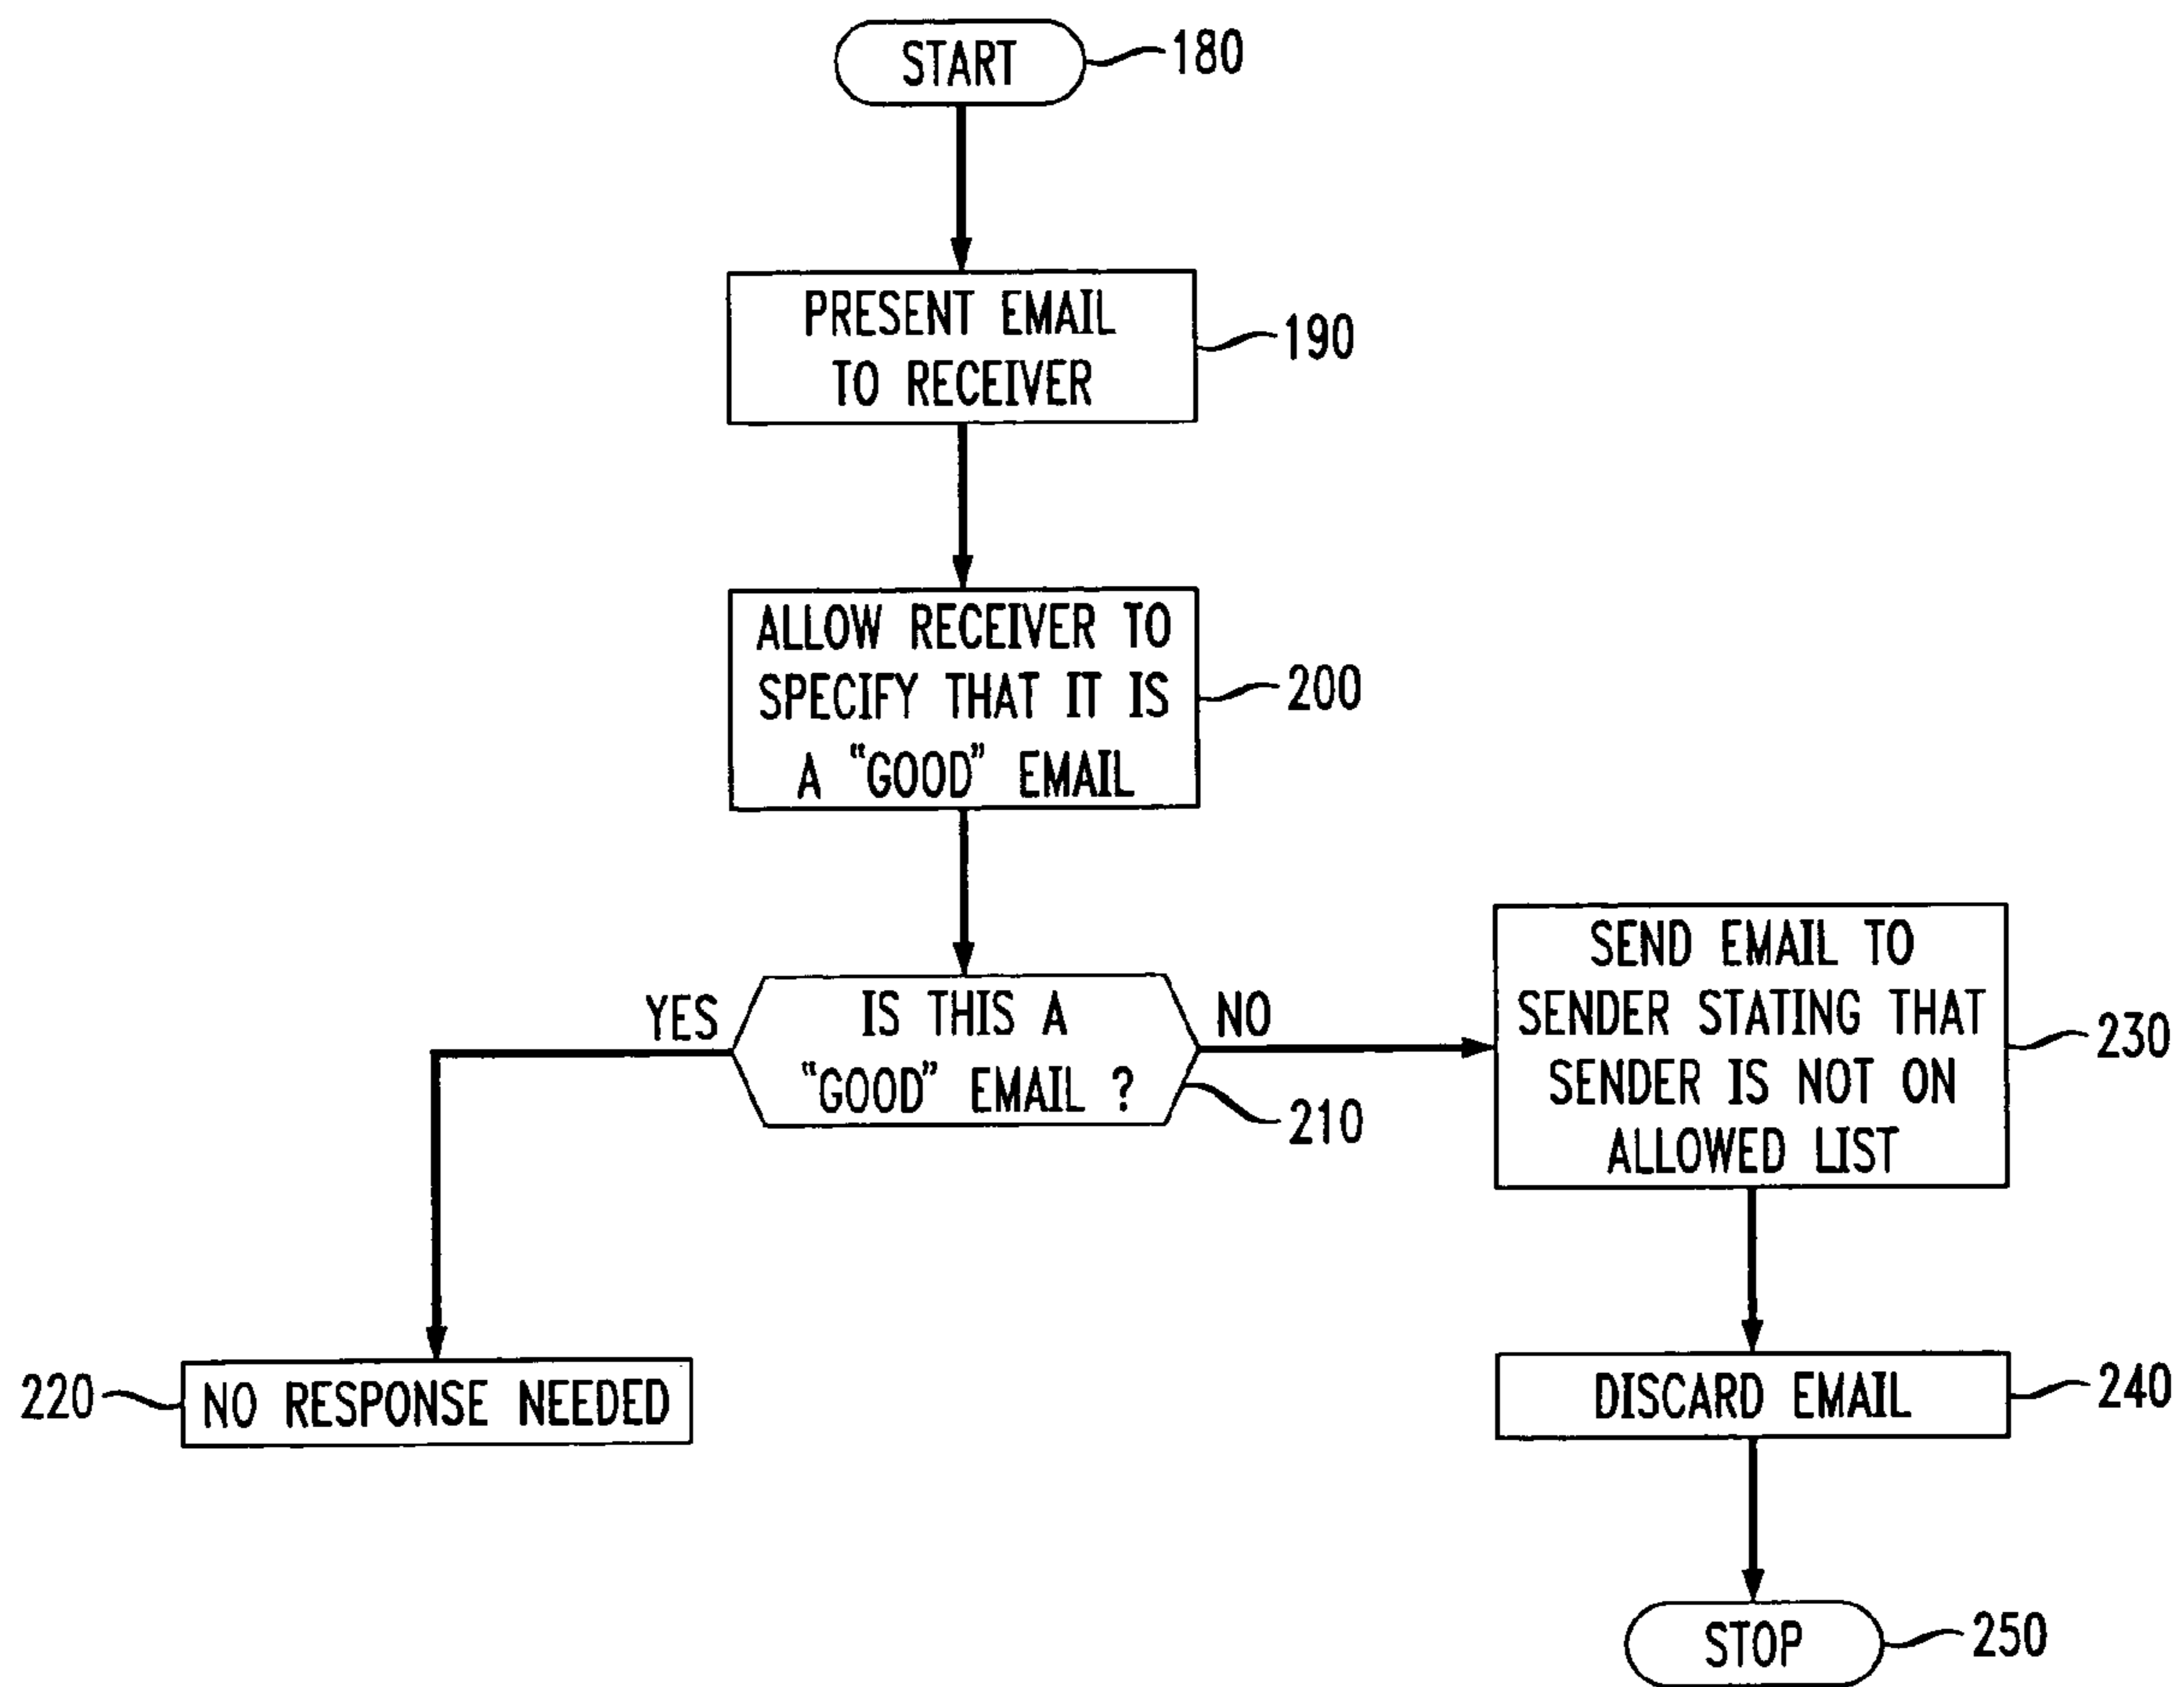 START
180
PRESENT EMAIL
TO RECEIVER
190
ALLOW RECEIVER TO
SPECIFY THAT IT IS
A "GOOD" EMAIL
200
YES
IS THIS A
"GOOD" EMAIL ?
NO
210
SEND EMAIL TO
SENDER STATING THAT
SENDER IS NOT ON
ALLOWED LIST
230
220
NO RESPONSE NEEDED
DISCARD EMAIL
240
STOP
250